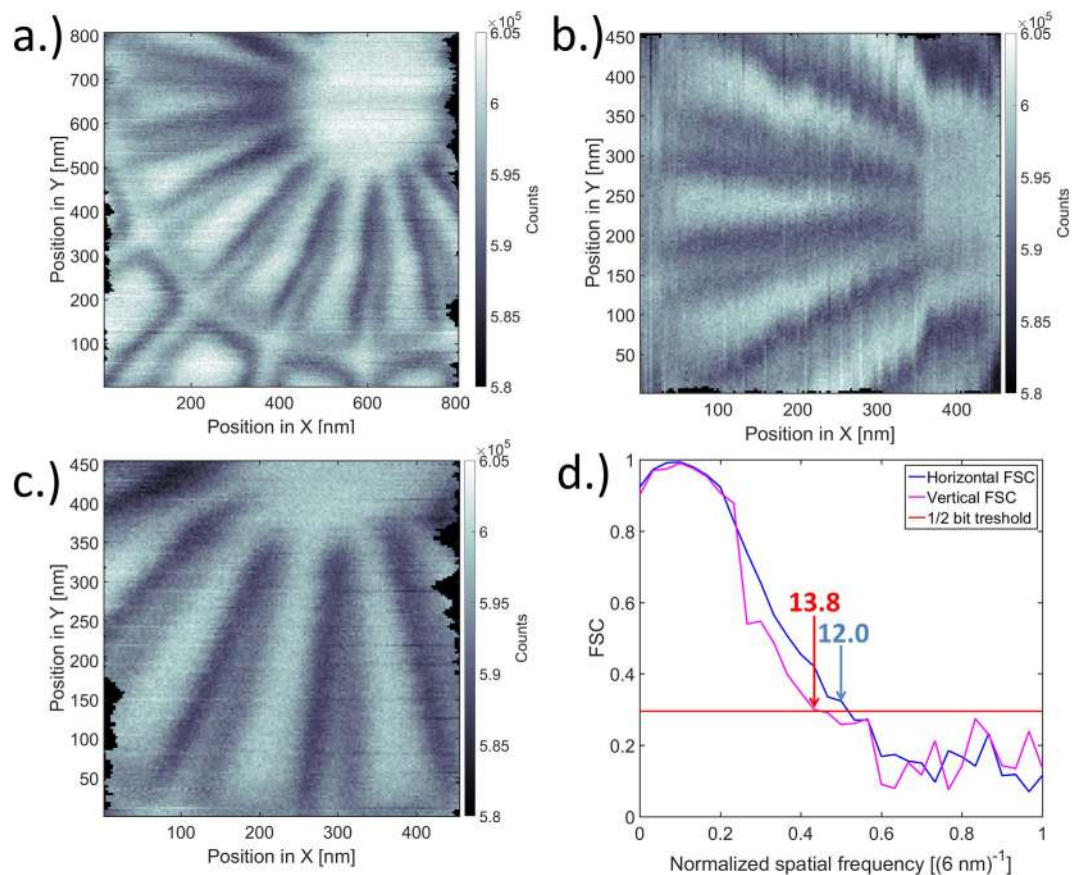 a.)
×10⁵
6.05
6
5.95
5.9
5.85
5.8
Counts
800
700
600
500
400
300
200
100
Position in Y [nm]
200 400 600 800
Position in X [nm]
b.)
×10⁵
6.05
6
5.95
5.9
5.85
5.8
Counts
450
400
350
300
250
200
150
100
50
Position in Y [nm]
100 200 300 400
Position in X [nm]
c.)
×10⁵
6.05
6
5.95
5.9
5.85
5.8
Counts
450
400
350
300
250
200
150
100
50
Position in Y [nm]
100 200 300 400
Position in X [nm]
d.)
Horizontal FSC
Vertical FSC
1/2 bit treshold
13.8
12.0
1
0.8
0.6
0.4
0.2
0
FSC
0 0.2 0.4 0.6 0.8 1
Normalized spatial frequency [(6 nm)⁻¹]